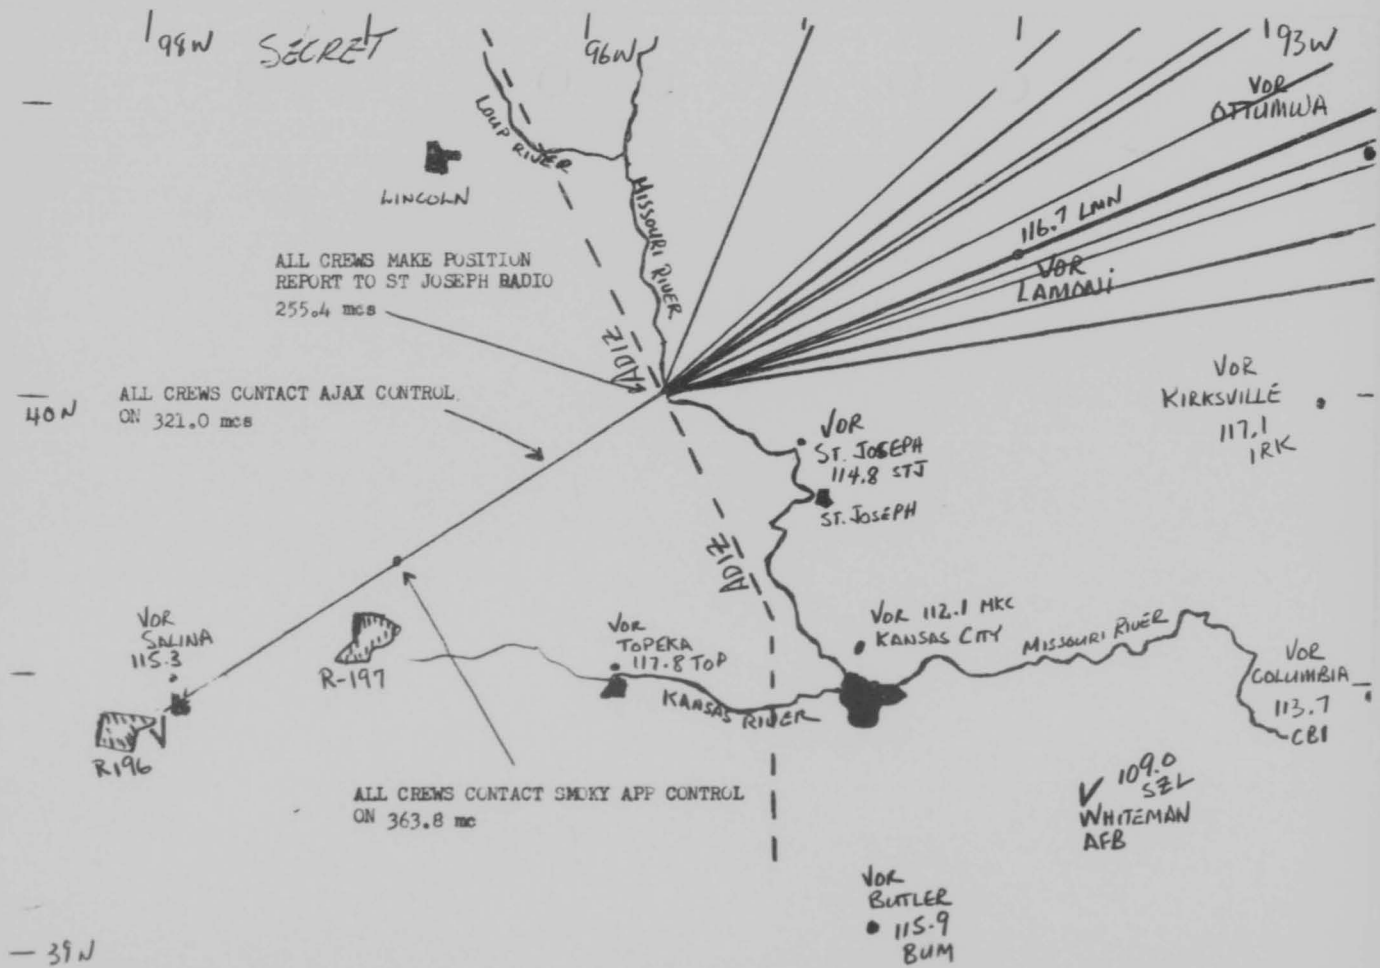 98W
SECRET
96W
93W
VOR
OTTUMWA
LOUP RIVER
LINCOLN
MISSOURI RIVER
116.7 LMN
VOR
LAMONI
ALL CREWS MAKE POSITION
REPORT TO ST JOSEPH RADIO
255.4 mcs
ADIZ
ALL CREWS CONTACT AJAX CONTROL
ON 321.0 mcs
40N
VOR
KIRKSVILLE
117.1
IRK
VOR
ST. JOSEPH
114.8 STJ
ST. JOSEPH
ADIZ
VOR
SALINA
115.3
R-197
VOR
TOPEKA
117.8 TOP
KANSAS RIVER
VOR 112.1 MKC
KANSAS CITY
MISSOURI RIVER
VOR
COLUMBIA
113.7
CBI
R196
ALL CREWS CONTACT SMOKY APP CONTROL
ON 363.8 mc
109.0
SZL
WHITEMAN
AFB
VOR
BUTLER
115.9
BUM
39N